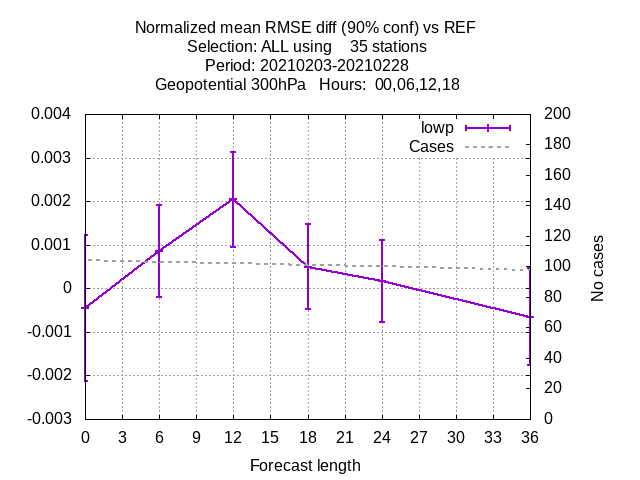 Normalized mean RMSE diff (90% conf) vs REF
Selection: ALL using    35 stations
Period: 20210203-20210228
Geopotential 300hPa   Hours:  00,06,12,18
lowp
Cases
0.004
0.003
0.002
0.001
0
-0.001
-0.002
-0.003
200
180
160
140
120
100
80
60
40
20
0
No cases
0 3 6 9 12 15 18 21 24 27 30 33 36
Forecast length